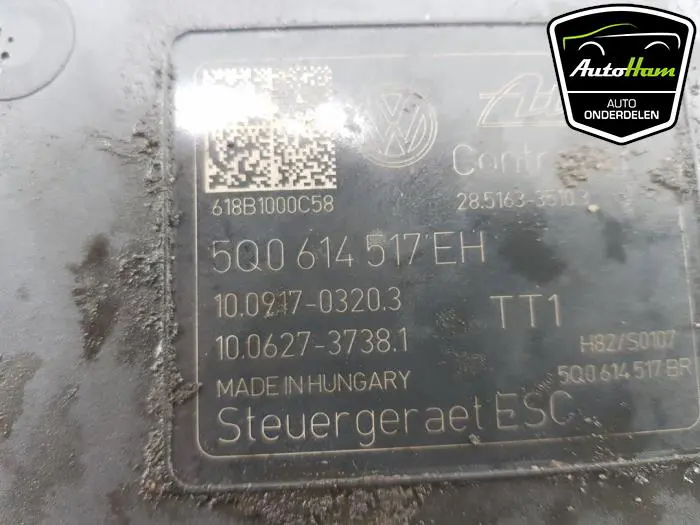 AutoHam
AUTO
ONDERDELEN
618B1000C58
28.5163-3510.3
5Q0 614 517 EH
10.0917-0320.3
10.0627-3738.1
TT1
H82/S0107
MADE IN HUNGARY
5Q0 614 517 BR
Steuergeraet ESC